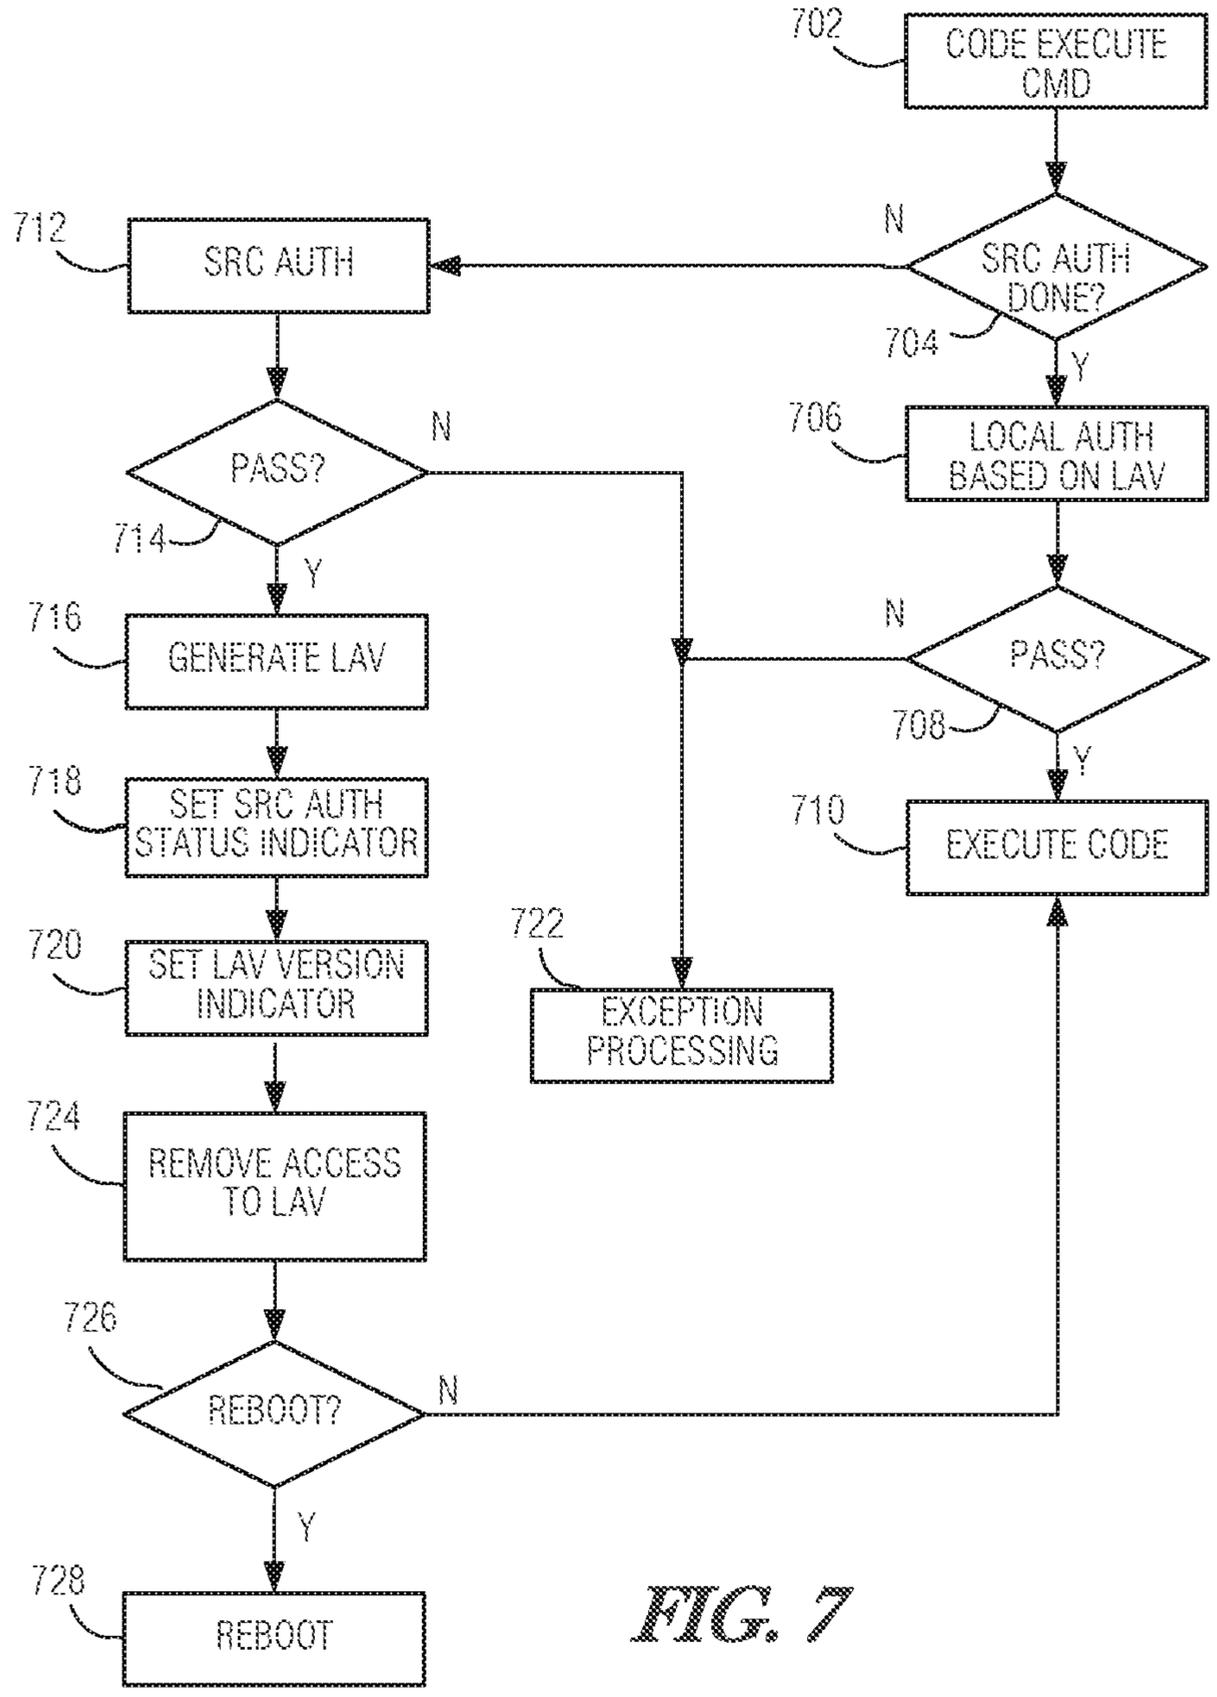 702
CODE EXECUTE
CMD
712
SRC AUTH
N
SRC AUTH
DONE?
704
Y
706
LOCAL AUTH
BASED ON LAV
PASS?
N
714
Y
716
GENERATE LAV
N
PASS?
708
Y
718
SET SRC AUTH
STATUS INDICATOR
710
EXECUTE CODE
720
SET LAV VERSION
INDICATOR
722
EXCEPTION
PROCESSING
724
REMOVE ACCESS
TO LAV
726
REBOOT?
N
Y
728
REBOOT
FIG. 7